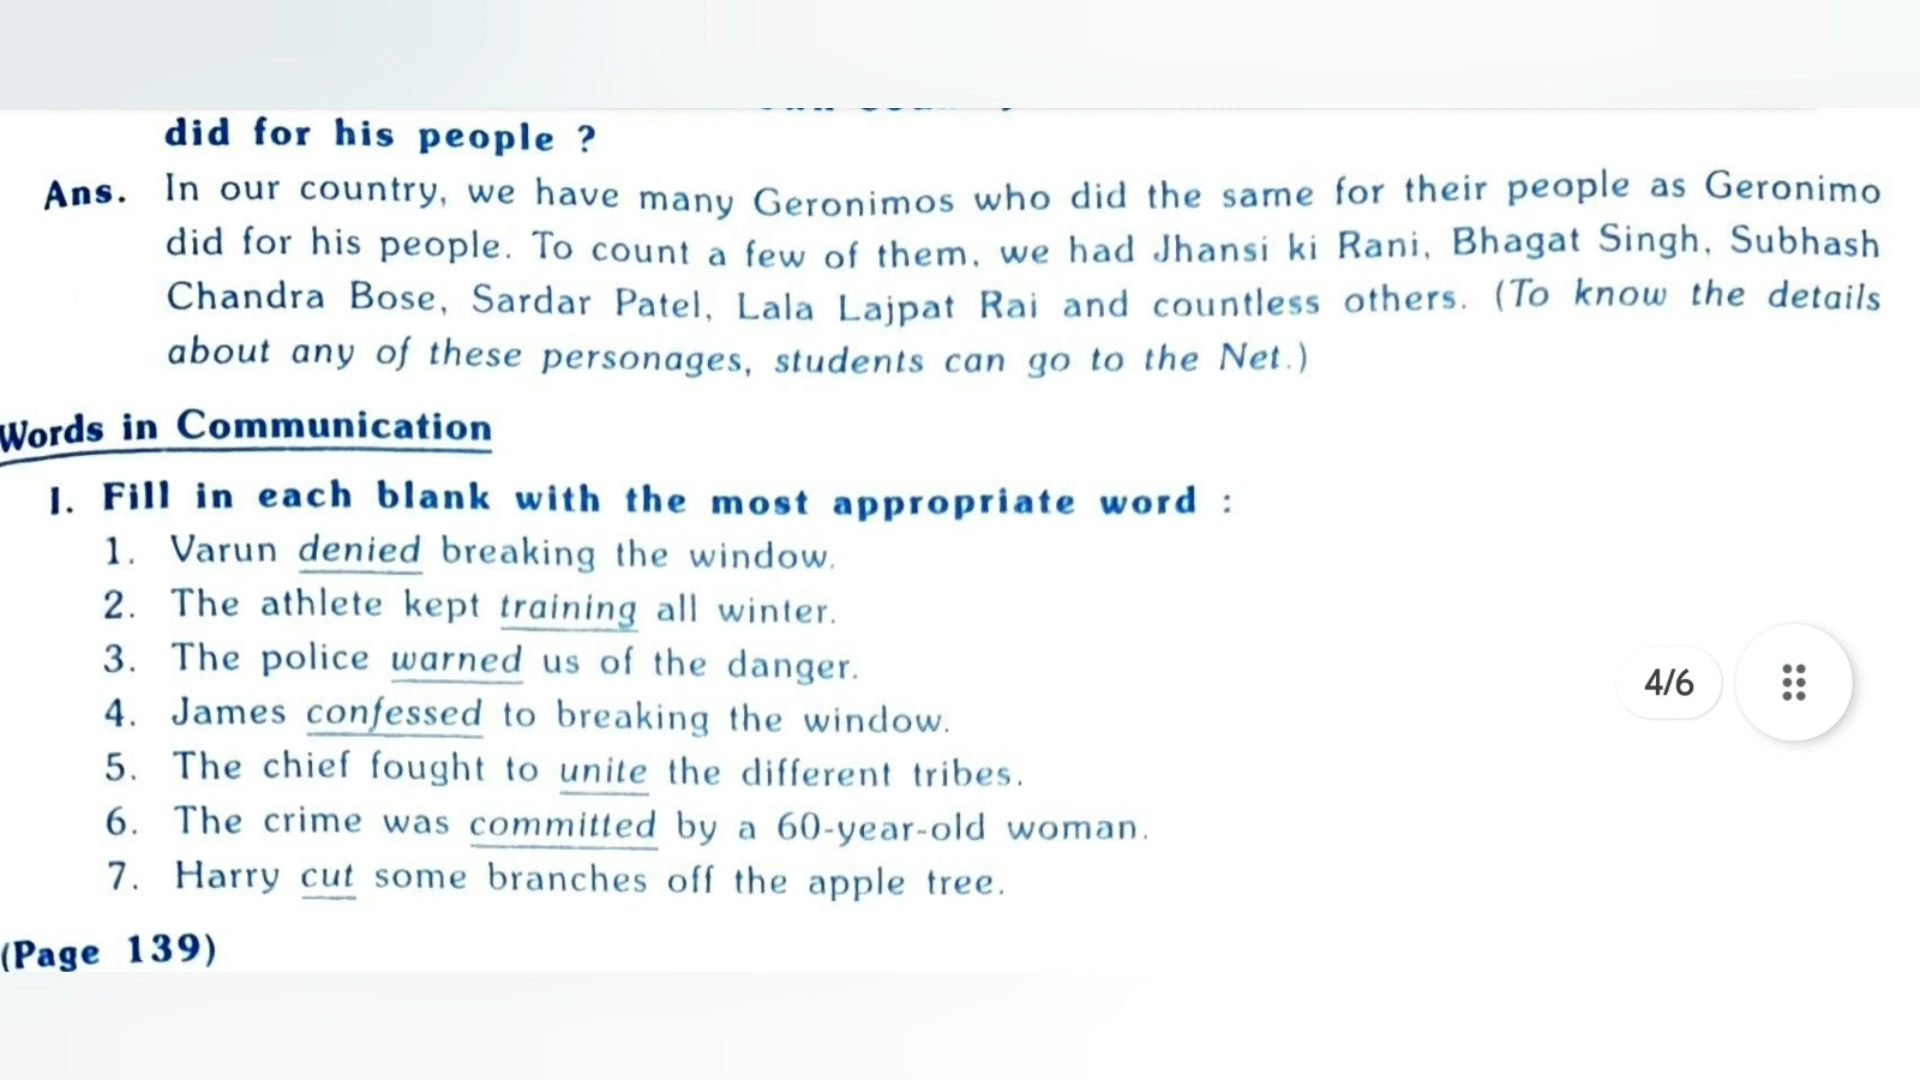 did for his people ?
Ans. In our country, we have many Geronimos who did the same for their people as Geronimo
did for his people. To count a few of them, we had Jhansi ki Rani, Bhagat Singh, Subhash
Chandra Bose, Sardar Patel, Lala Lajpat Rai and countless others. (To know the details
about any of these personages, students can go to the Net.)
Words in Communication
I. Fill in each blank with the most appropriate word :
1. Varun denied breaking the window.
2. The athlete kept training all winter.
3. The police warned us of the danger.
4/6
4. James confessed to breaking the window.
5. The chief fought to unite the different tribes.
6. The crime was committed by a 60-year-old woman.
7. Harry cut some branches off the apple tree.
(Page 139)